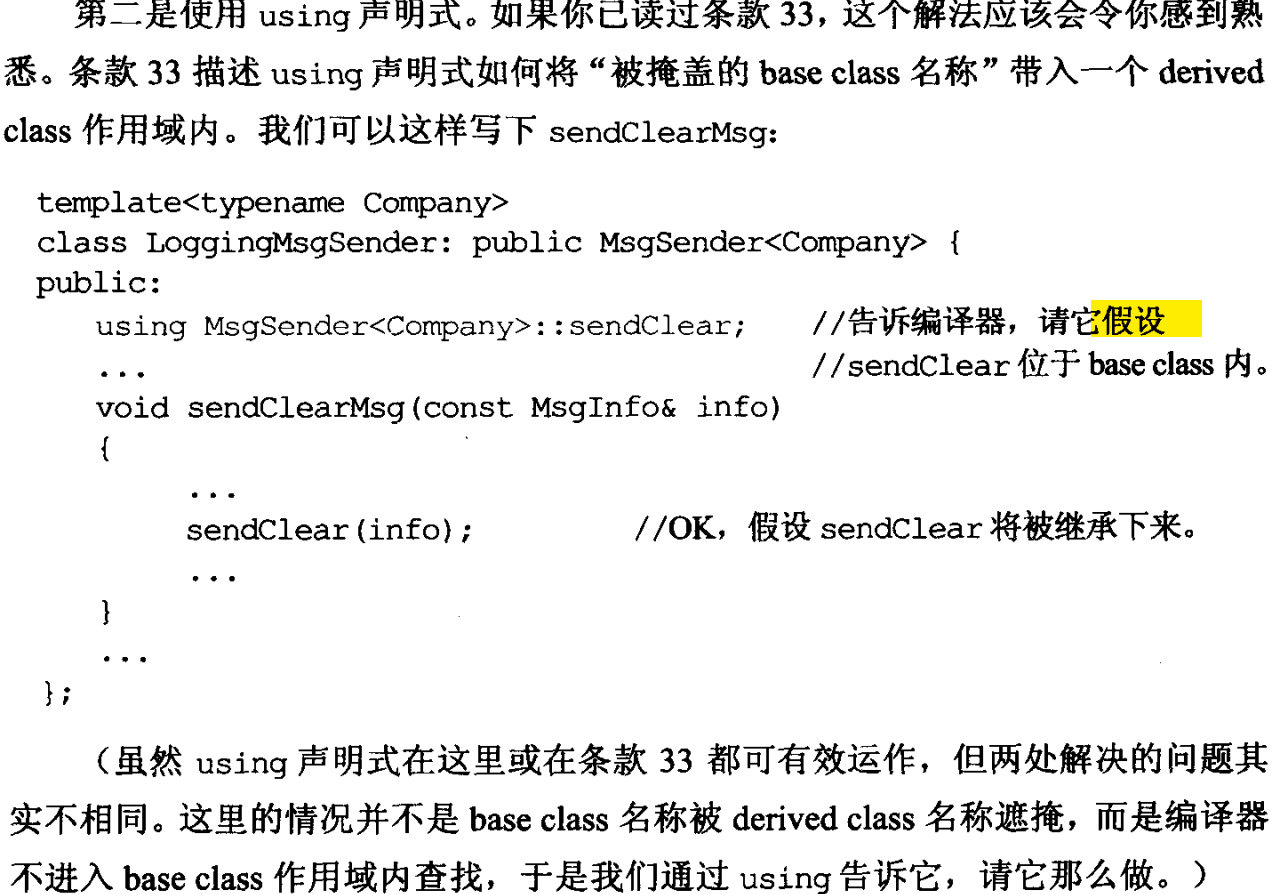 第二是使用 using 声明式。如果你已读过条款 33，这个解法应该会令你感到熟
悉。条款 33 描述 using 声明式如何将“被掩盖的 base class 名称”带入一个 derived
class 作用域内。我们可以这样写下 sendClearMsg:
template<typename Company>
class LoggingMsgSender: public MsgSender<Company> {
public:
using MsgSender<Company>::sendClear; //告诉编译器，请它假设
... //sendClear 位于 base class 内。
void sendClearMsg(const MsgInfo& info)
{
...
sendClear(info); //OK，假设 sendClear 将被继承下来。
...
}
...
};
（虽然 using 声明式在这里或在条款 33 都可有效运作，但两处解决的问题其
实不相同。这里的情况并不是 base class 名称被 derived class 名称遮掩，而是编译器
不进入 base class 作用域内查找，于是我们通过 using 告诉它，请它那么做。）